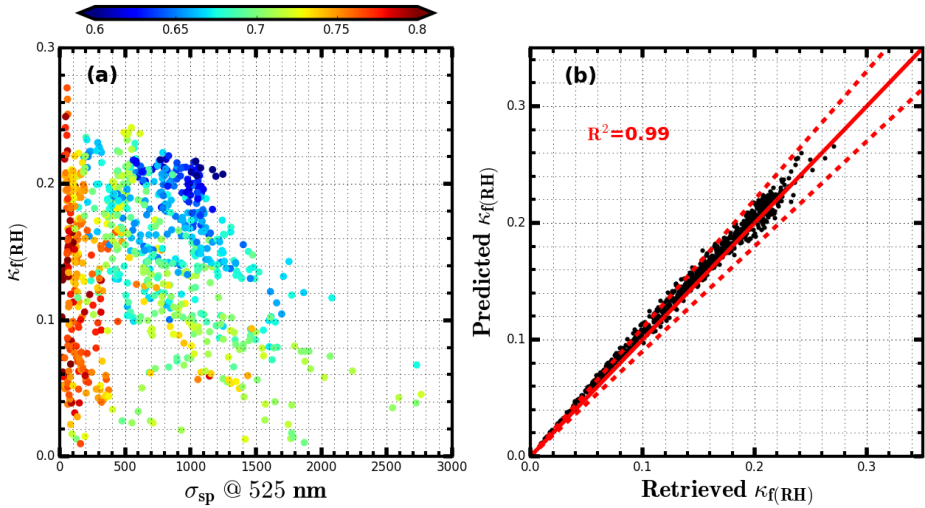 0.6 0.65 0.7 0.75 0.8
(a)
κf(RH)
0.3
0.2
0.1
0.0
0 500 1000 1500 2000 2500 3000
σsp @ 525 nm
(b)
R²=0.99
Predicted κf(RH)
0.3
0.2
0.1
0.0
0.0 0.1 0.2 0.3
Retrieved κf(RH)